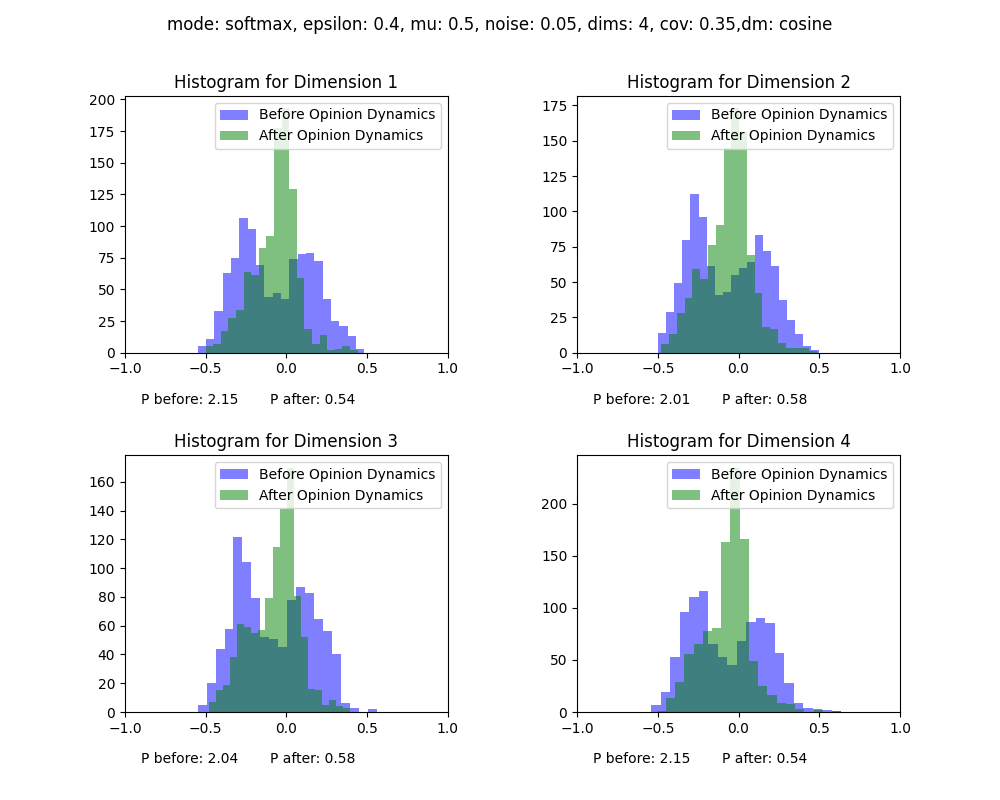 mode: softmax, epsilon: 0.4, mu: 0.5, noise: 0.05, dims: 4, cov: 0.35,dm: cosine
Histogram for Dimension 1
Before Opinion Dynamics
After Opinion Dynamics
200
175
150
125
100
75
50
25
0
−1.0 −0.5 0.0 0.5 1.0
P before: 2.15 P after: 0.54
Histogram for Dimension 2
Before Opinion Dynamics
After Opinion Dynamics
175
150
125
100
75
50
25
0
−1.0 −0.5 0.0 0.5 1.0
P before: 2.01 P after: 0.58
Histogram for Dimension 3
Before Opinion Dynamics
After Opinion Dynamics
160
140
120
100
80
60
40
20
0
−1.0 −0.5 0.0 0.5 1.0
P before: 2.04 P after: 0.58
Histogram for Dimension 4
Before Opinion Dynamics
After Opinion Dynamics
200
150
100
50
0
−1.0 −0.5 0.0 0.5 1.0
P before: 2.15 P after: 0.54